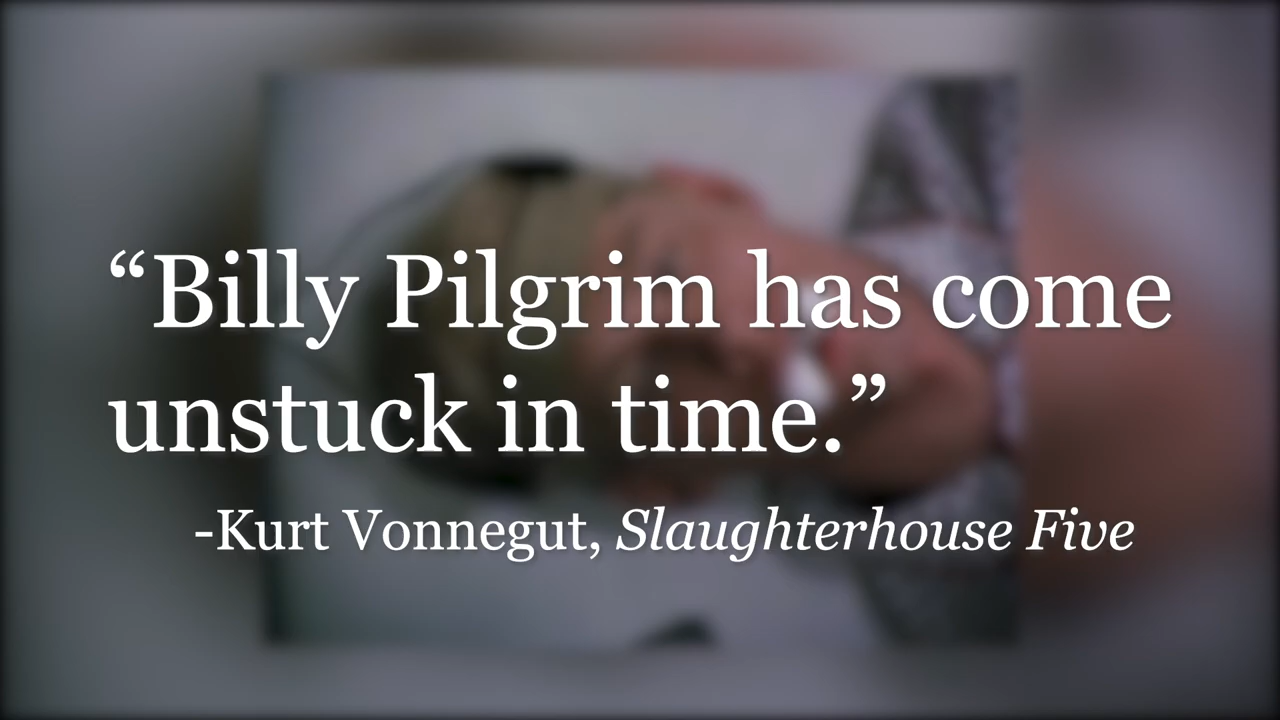 “Billy Pilgrim has come
unstuck in time.”
-Kurt Vonnegut, Slaughterhouse Five